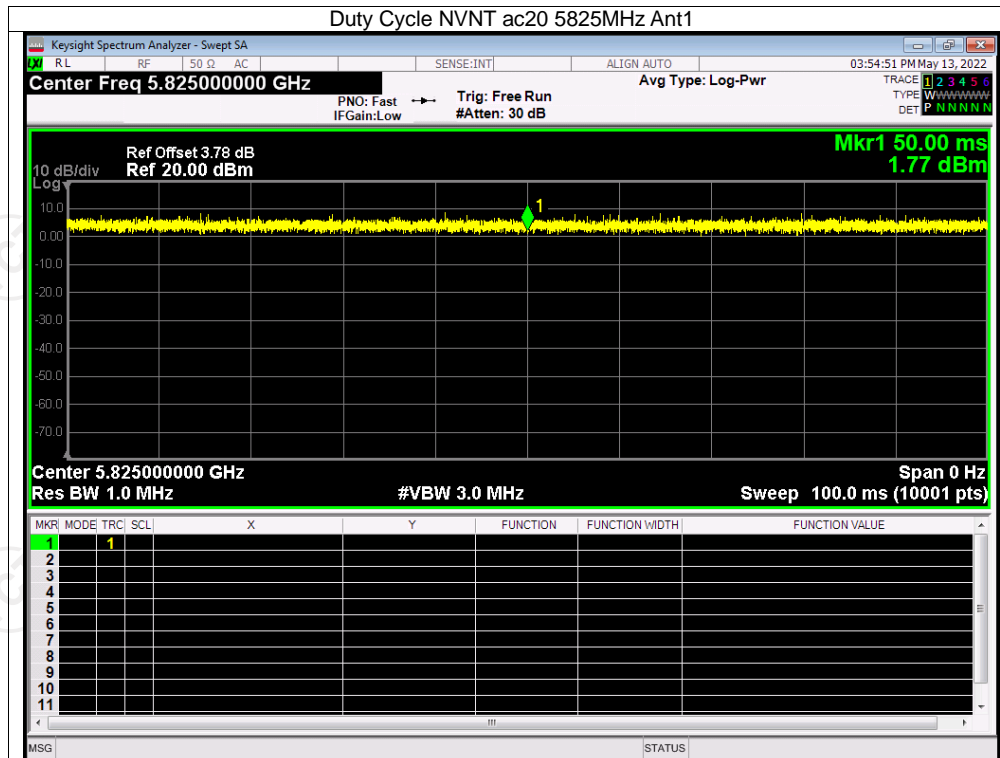 Duty Cycle NVNT ac20 5825MHz Ant1
Keysight Spectrum Analyzer - Swept SA
LXI RL RF 50 Ω AC SENSE:INT ALIGN AUTO 03:54:51 PM May 13, 2022
Center Freq 5.825000000 GHz Avg Type: Log-Pwr TRACE 1 2 3 4 5 6
PNO: Fast Trig: Free Run TYPE WWWWWW
IFGain:Low #Atten: 30 dB DET P N N N N N
Mkr1 50.00 ms
Ref Offset 3.78 dB
10 dB/div Ref 20.00 dBm 1.77 dBm
Log
10.0
1
0.00
-10.0
-20.0
-30.0
-40.0
-50.0
-60.0
-70.0
Center 5.825000000 GHz Span 0 Hz
Res BW 1.0 MHz #VBW 3.0 MHz Sweep 100.0 ms (10001 pts)
MKR MODE TRC SCL X Y FUNCTION FUNCTION WIDTH FUNCTION VALUE
1 1
2
3
4
5
6
7
8
9
10
11
MSG STATUS